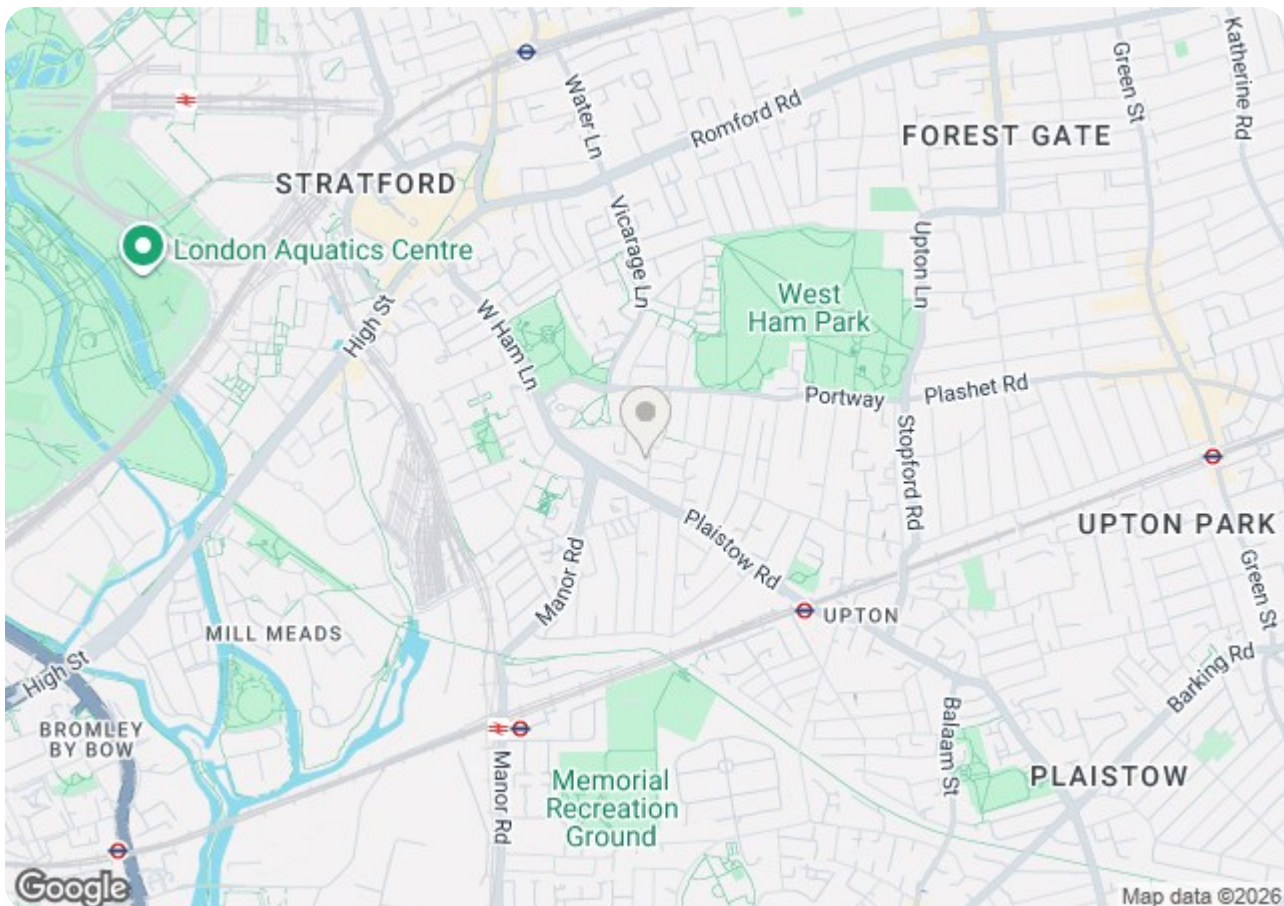 Water Ln
Romford Rd
Green St
Katherine Rd
FOREST GATE
STRATFORD
London Aquatics Centre
Vicarage Ln
Upton Ln
West
Ham Park
High St
W Ham Ln
Portway
Plashet Rd
Stopford Rd
UPTON PARK
Plaistow Rd
Manor Rd
Green St
UPTON
MILL MEADS
High St
Barking Rd
BROMLEY
BY BOW
Balaam St
Manor Rd
PLAISTOW
Memorial
Recreation
Ground
Google
Map data ©2026